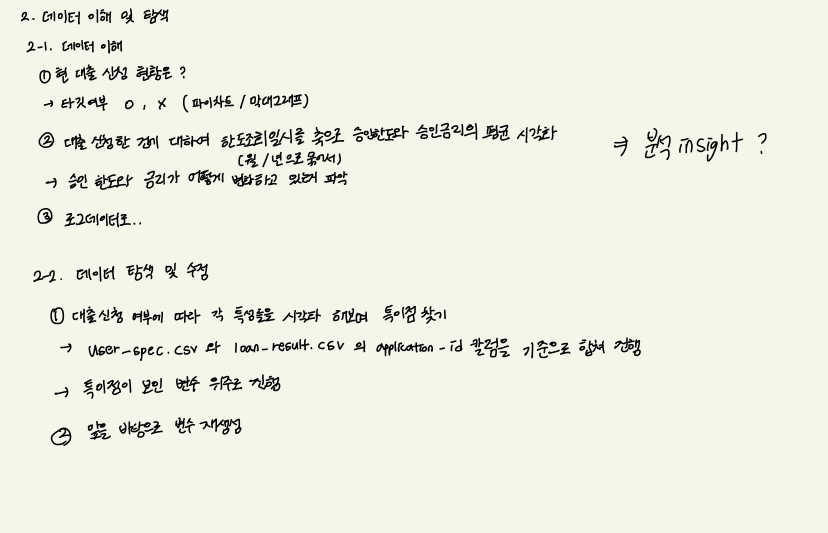 2. 데이터 이해 및 탐색
2-1. 데이터 이해
① 현 대출 신청 현황은?
→ 타깃여부 O, X (파이차트 / 막대그래프)
② 대출 신청한 건에 대하여 한도조회일시를 축으로 승인한도와 승인금리의 평균 시각화
(월/년으로 묶어서)
⇒ 분석 insight ?
→ 승인 한도와 금리가 어떻게 변화하고 있는지 파악
③ 로그데이터로..
2-2. 데이터 탐색 및 수정
① 대출신청 여부에 따라 각 특성들을 시각화 해보며 특이점 찾기
→ user-spec.csv 와 loan-result.csv 의 application-id 칼럼을 기준으로 합쳐 진행
→ 특이점이 보인 변수 위주로 진행
② 앞을 바탕으로 변수 재생성